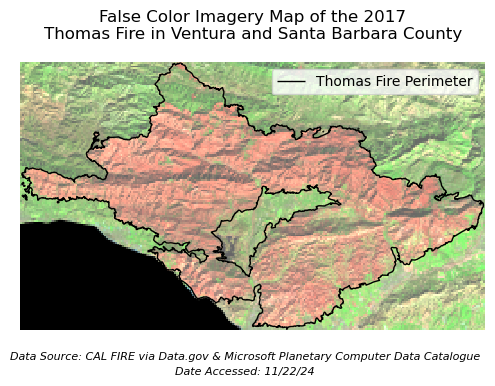 False Color Imagery Map of the 2017
Thomas Fire in Ventura and Santa Barbara County
Thomas Fire Perimeter
Data Source: CAL FIRE via Data.gov & Microsoft Planetary Computer Data Catalogue
Date Accessed: 11/22/24